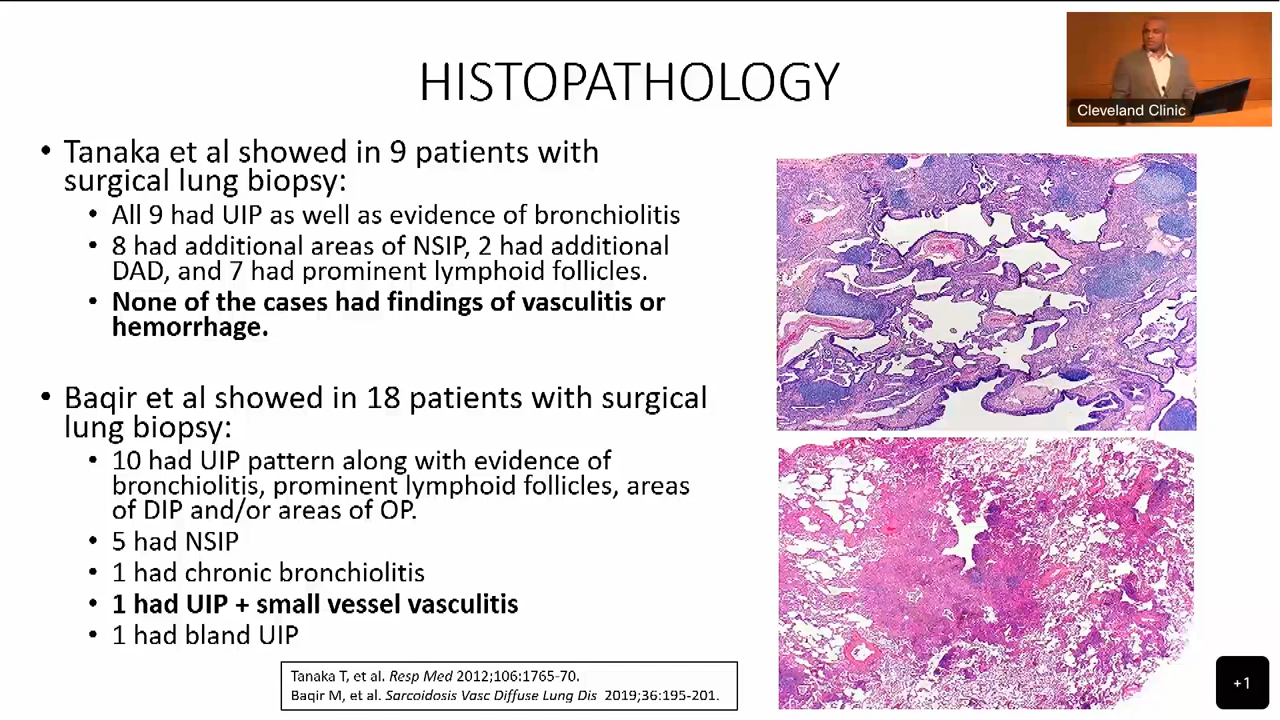 HISTOPATHOLOGY
Cleveland Clinic
• Tanaka et al showed in 9 patients with
surgical lung biopsy:
• All 9 had UIP as well as evidence of bronchiolitis
• 8 had additional areas of NSIP, 2 had additional
DAD, and 7 had prominent lymphoid follicles.
• None of the cases had findings of vasculitis or
hemorrhage.
• Baqir et al showed in 18 patients with surgical
lung biopsy:
• 10 had UIP pattern along with evidence of
bronchiolitis, prominent lymphoid follicles, areas
of DIP and/or areas of OP.
• 5 had NSIP
• 1 had chronic bronchiolitis
• 1 had UIP + small vessel vasculitis
• 1 had bland UIP
Tanaka T, et al. Resp Med 2012;106:1765-70.
Baqir M, et al. Sarcoidosis Vasc Diffuse Lung Dis 2019;36:195-201.
+1